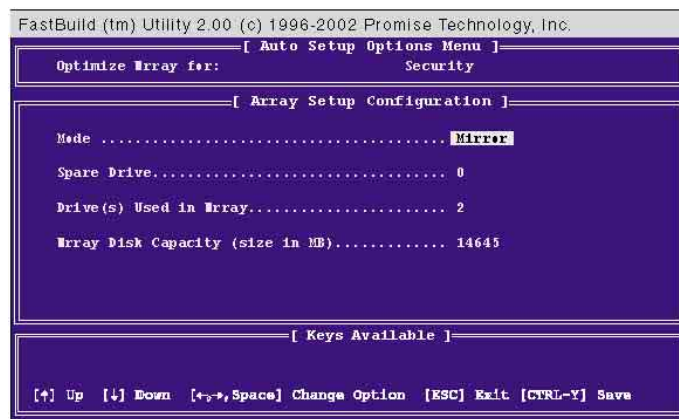 FastBuild (tm) Utility 2.00 (c) 1996-2002 Promise Technology, Inc.
[ Auto Setup Options Menu ]
Optimize Array for: Security
[ Array Setup Configuration ]
Mode ........................................ Mirror
Spare Drive.................................. 0
Drive(s) Used in Array....................... 2
Array Disk Capacity (size in MB)............. 14645
[ Keys Available ]
[↑] Up [↓] Down [←,→,Space] Change Option [ESC] Exit [CTRL-Y] Save